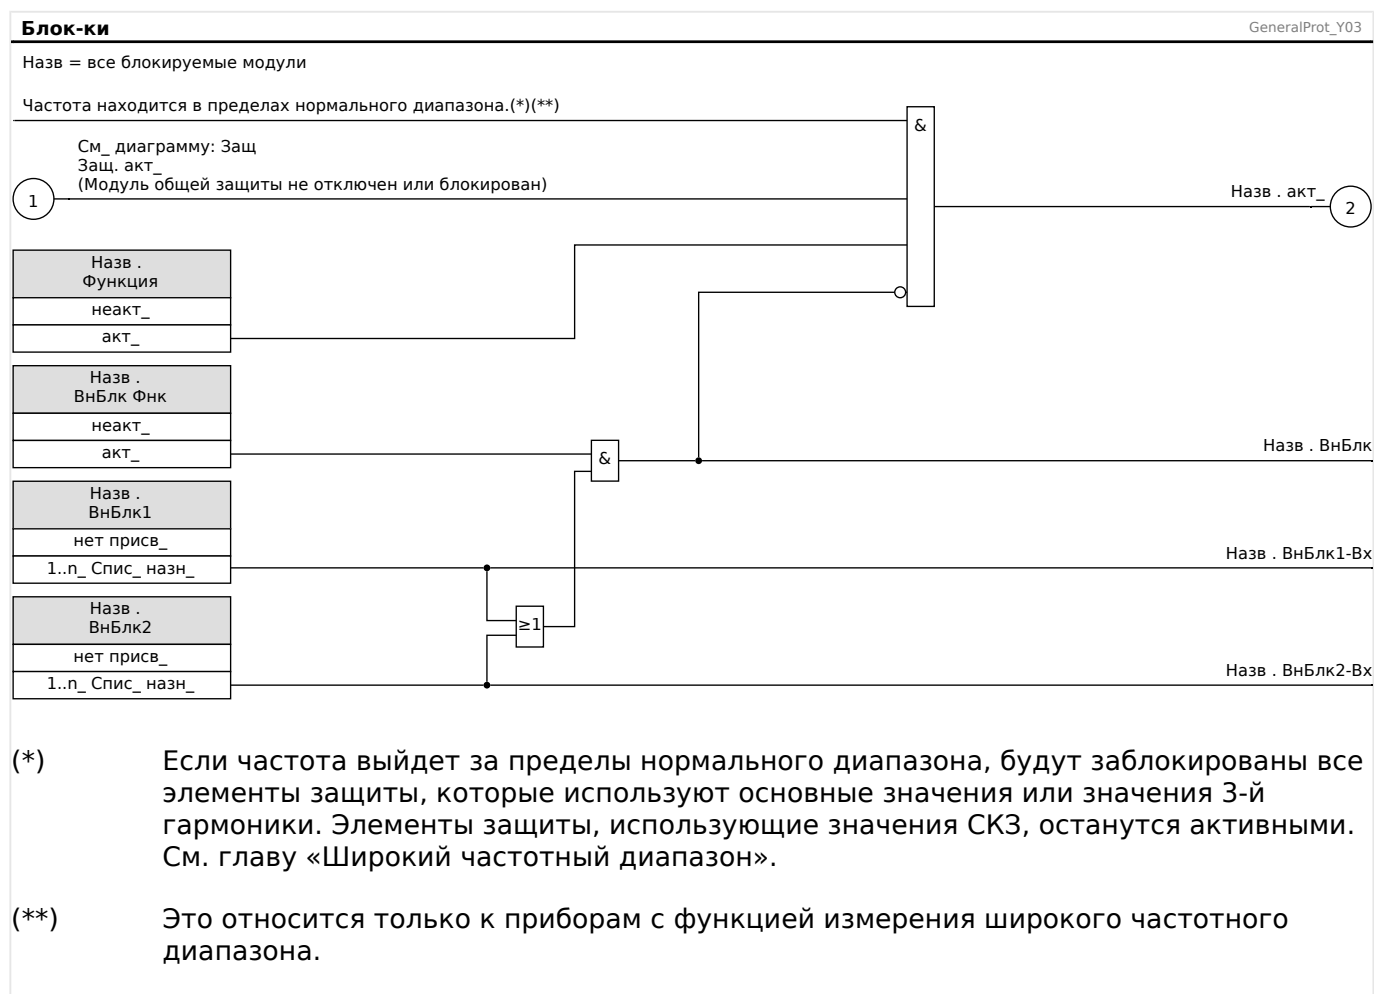 Блок-ки
GeneralProt_Y03
Назв = все блокируемые модули
Частота находится в пределах нормального диапазона.(*)(**)
&
См_ диаграмму: Защ
Защ. акт_
(Модуль общей защиты не отключен или блокирован)
1
Назв . акт_
2
Назв .
Функция
неакт_
акт_
Назв .
ВнБлк Фнк
неакт_
акт_
&
Назв . ВнБлк
Назв .
ВнБлк1
нет присв_
1..n_ Спис_ назн_
Назв . ВнБлк1-Вх
Назв .
ВнБлк2
≥1
нет присв_
1..n_ Спис_ назн_
Назв . ВнБлк2-Вх
(*) Если частота выйдет за пределы нормального диапазона, будут заблокированы все
элементы защиты, которые используют основные значения или значения 3-й
гармоники. Элементы защиты, использующие значения СКЗ, останутся активными.
См. главу «Широкий частотный диапазон».
(**) Это относится только к приборам с функцией измерения широкого частотного
диапазона.